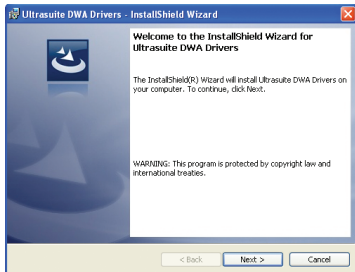 Ultrasuite DWA Drivers - InstallShield Wizard
Welcome to the InstallShield Wizard for
Ultrasuite DWA Drivers
The InstallShield(R) Wizard will install Ultrasuite DWA Drivers on
your computer. To continue, click Next.
WARNING: This program is protected by copyright law and
international treaties.
< Back
Next >
Cancel